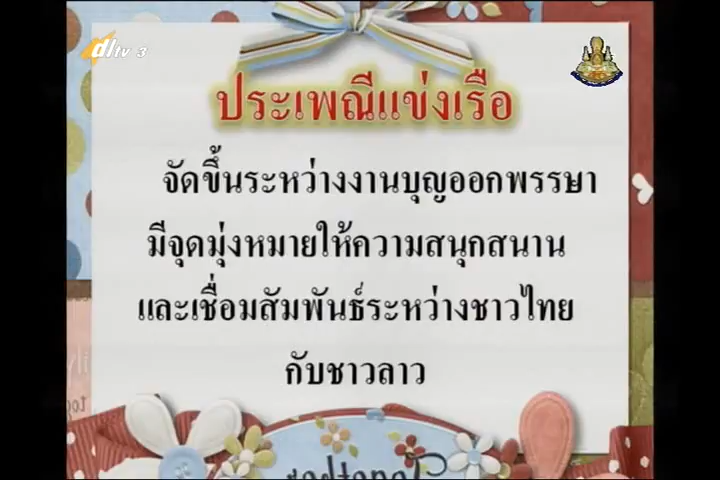 dltv 3
ประเพณีแข่งเรือ
จัดขึ้นระหว่างงานบุญออกพรรษา
มีจุดมุ่งหมายให้ความสนุกสนาน
และเชื่อมสัมพันธ์ระหว่างชาวไทย
กับชาวลาว